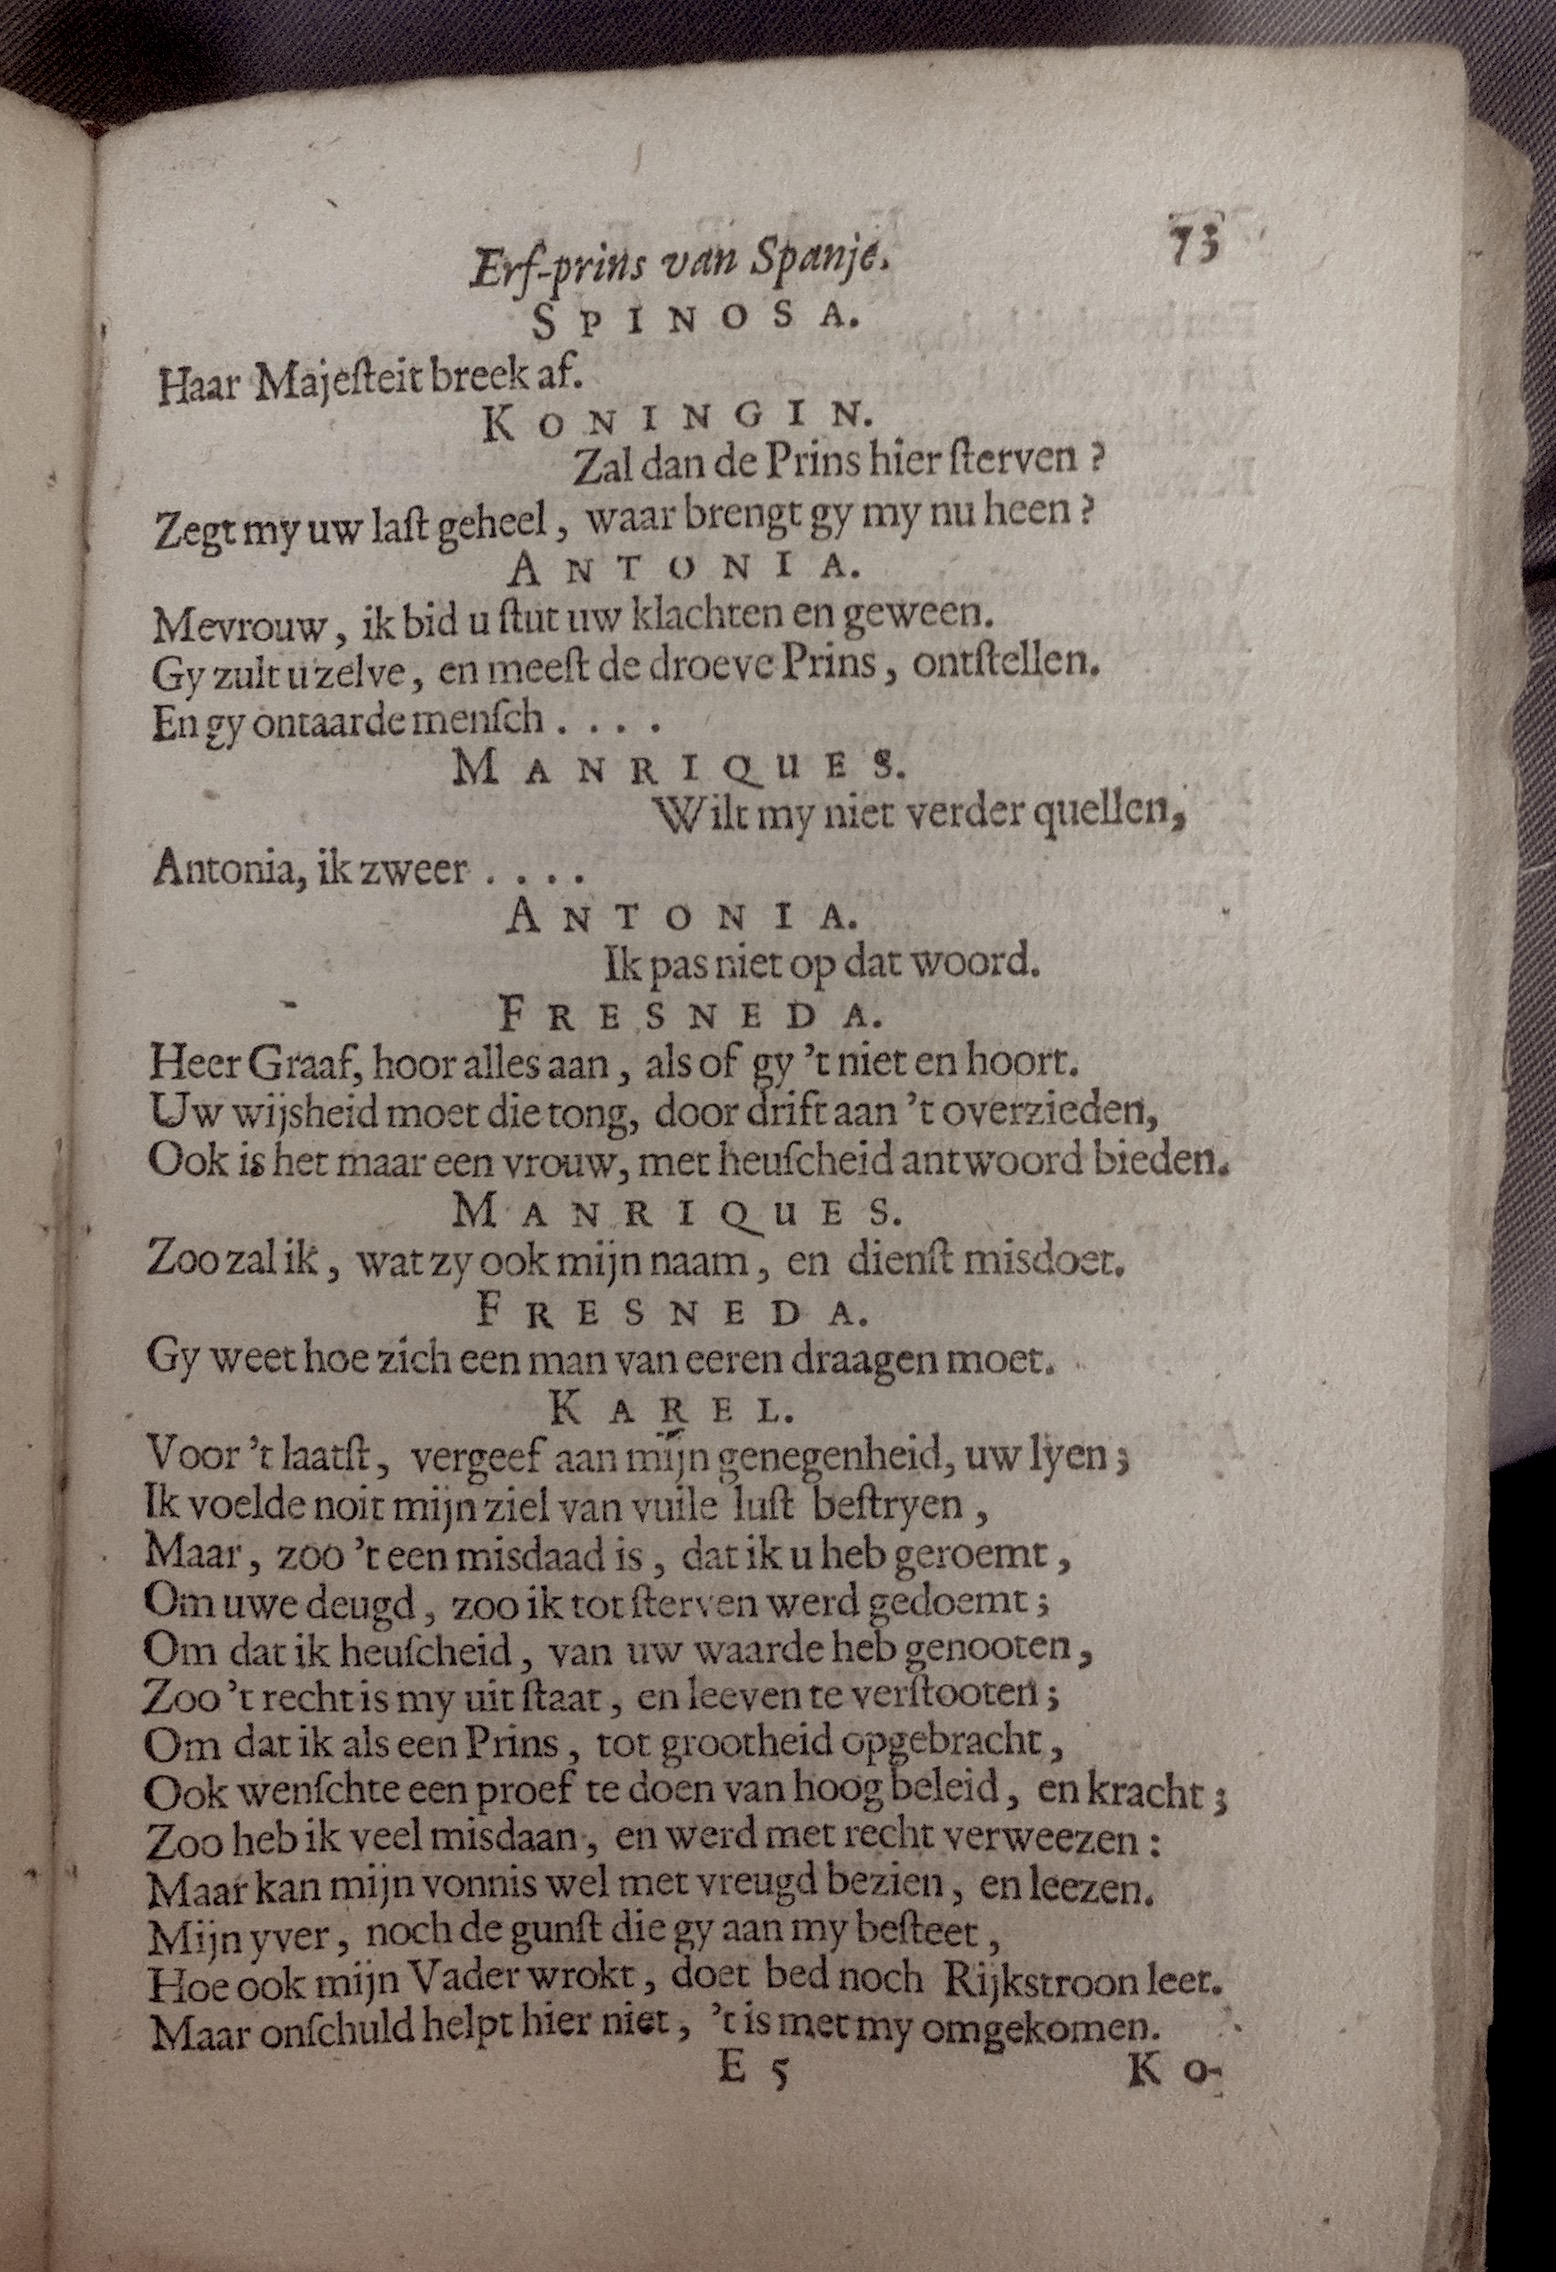 Erf-prins van Spanje. 73
SPINOSA.
Haar Majeſteit breek af.
KONINGIN.
Zal dan de Prins hier ſterven?
Zegt my uw laſt geheel, waar brengt gy my nu heen?
ANTONIA.
Mevrouw, ik bid u ſtut uw klachten en geween.
Gy zult u zelve, en meeſt de droeve Prins, ontſtellen.
En gy ontaarde menſch . . . .
MANRIQUES.
Wilt my niet verder quellen,
Antonia, ik zweer . . . .
ANTONIA.
Ik pas niet op dat woord.
FRESNEDA.
Heer Graaf, hoor alles aan, als of gy 't niet en hoort.
Uw wijsheid moet die tong, door drift aan 't overzieden,
Ook is het maar een vrouw, met heuſcheid antwoord bieden.
MANRIQUES.
Zoo zal ik, wat zy ook mijn naam, en dienſt misdoet.
FRESNEDA.
Gy weet hoe zich een man van eeren draagen moet.
KAREL.
Voor 't laatſt, vergeef aan mijn genegenheid, uw lyen;
Ik voelde noit mijn ziel van vuile luſt beſtryen,
Maar, zoo 't een misdaad is, dat ik u heb geroemt,
Om uwe deugd, zoo ik tot ſterven werd gedoemt;
Om dat ik heuſcheid, van uw waarde heb genooten,
Zoo 't recht is my uit ſtaat, en leeven te verſtooten;
Om dat ik als een Prins, tot grootheid opgebracht,
Ook wenſchte een proef te doen van hoog beleid, en kracht;
Zoo heb ik veel misdaan, en werd met recht verweezen:
Maar kan mijn vonnis wel met vreugd bezien, en leezen.
Mijn yver, noch de gunſt die gy aan my beſteet,
Hoe ook mijn Vader wrokt, doet bed noch Rijkstroon leet.
Maar onſchuld helpt hier niet, 't is met my omgekomen.
E 5 KO-